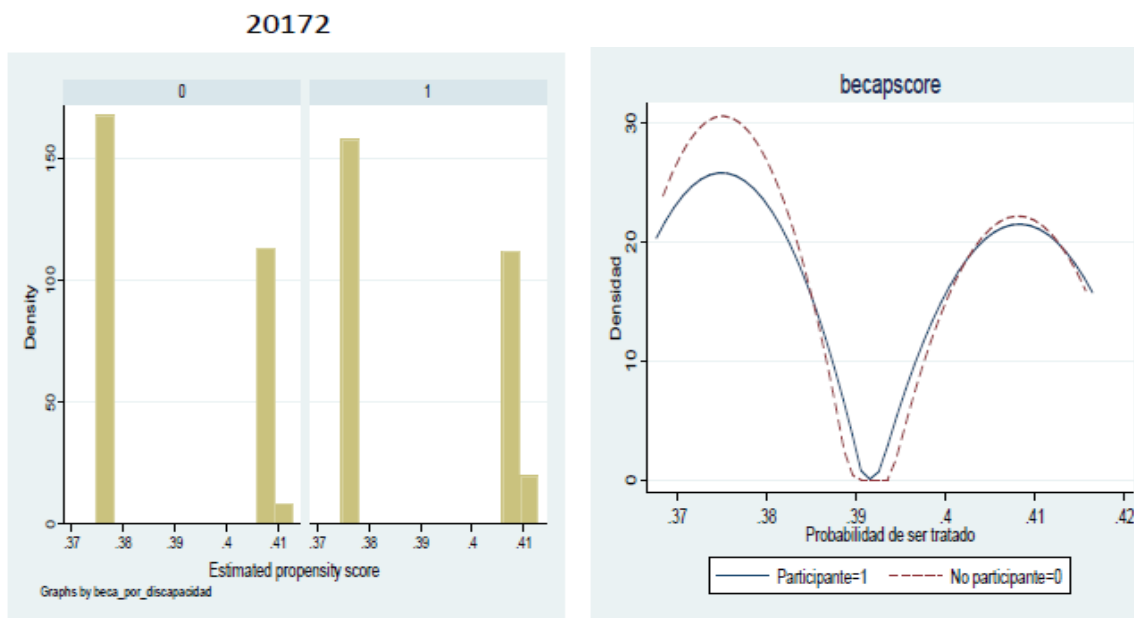 20172
0 1
Density
0 50 100 150
.37 .38 .39 .4 .41 .37 .38 .39 .4 .41
Estimated propensity score
Graphs by beca_por_discapacidad
becapscore
Densidad
0 10 20 30
.37 .38 .39 .4 .41 .42
Probabilidad de ser tratado
Participante=1 No participante=0